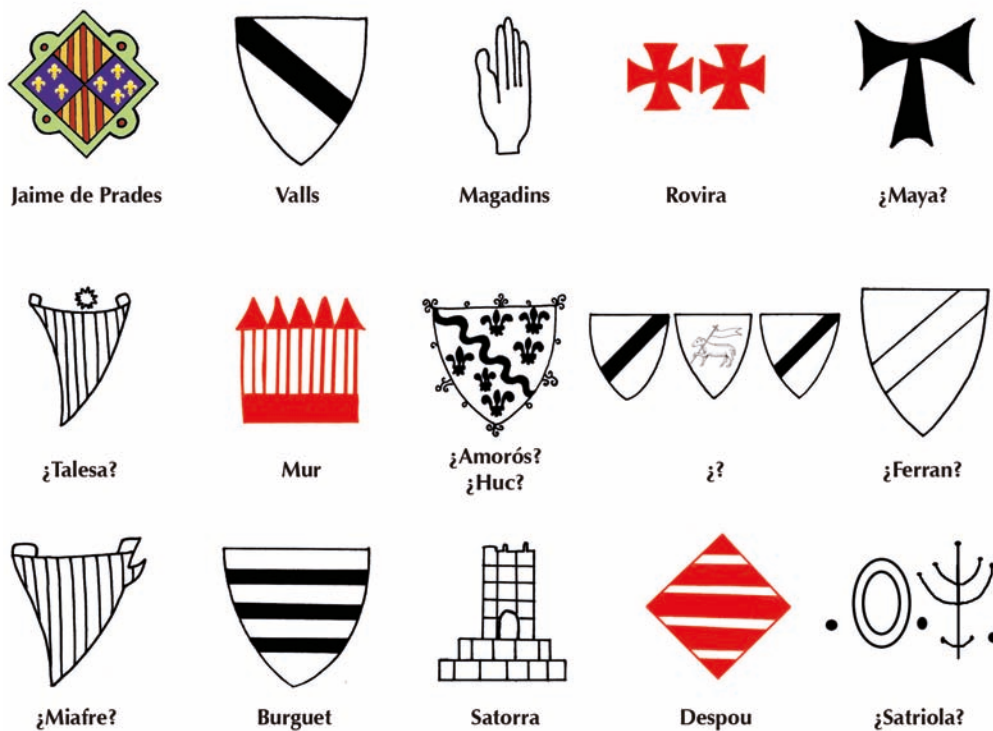 Jaime de Prades
Valls
Magadins
Rovira
¿Maya?
¿Talesa?
Mur
¿Amorós?
¿Huc?
¿?
¿Ferran?
¿Miafre?
Burguet
Satorra
Despou
¿Satriola?